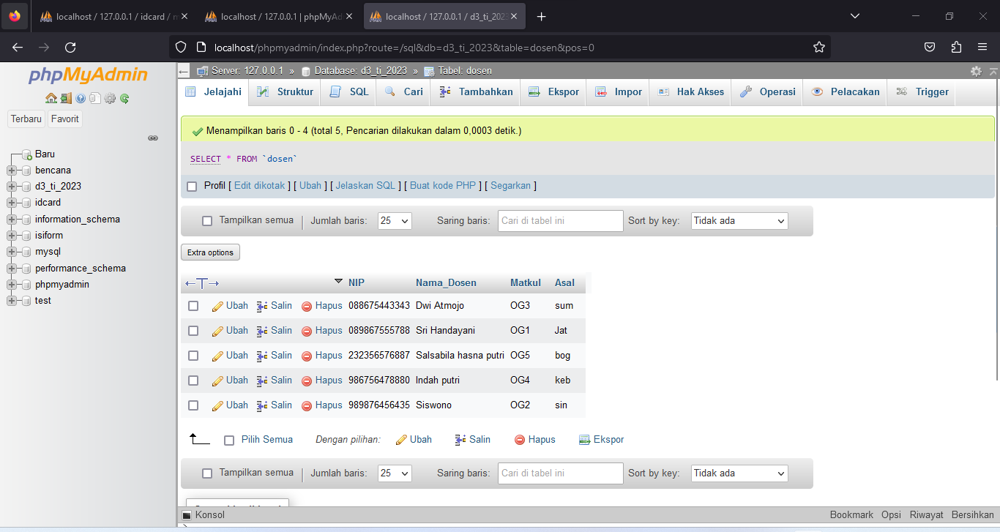 localhost / 127.0.0.1 / idcard / m
localhost / 127.0.0.1 | phpMyAd
localhost / 127.0.0.1 / d3_ti_2023
localhost/phpmyadmin/index.php?route=/sql&db=d3_ti_2023&table=dosen&pos=0
phpMyAdmin
Terbaru Favorit
Baru
bencana
d3_ti_2023
idcard
information_schema
isiform
mysql
performance_schema
phpmyadmin
test
Server: 127.0.0.1 » Database: d3_ti_2023 » Tabel: dosen
Jelajahi Struktur SQL Cari Tambahkan Ekspor Impor Hak Akses Operasi Pelacakan Trigger
Menampilkan baris 0 - 4 (total 5, Pencarian dilakukan dalam 0,0003 detik.)
SELECT * FROM `dosen`
Profil [ Edit dikotak ] [ Ubah ] [ Jelaskan SQL ] [ Buat kode PHP ] [ Segarkan ]
Tampilkan semua | Jumlah baris: 25 Saring baris: Cari di tabel ini Sort by key: Tidak ada
Extra options
←T→ NIP Nama_Dosen Matkul Asal
Ubah Salin Hapus 088675443343 Dwi Atmojo OG3 sum
Ubah Salin Hapus 089867555788 Sri Handayani OG1 Jat
Ubah Salin Hapus 232356576887 Salsabila hasna putri OG5 bog
Ubah Salin Hapus 986756478880 Indah putri OG4 keb
Ubah Salin Hapus 989876456435 Siswono OG2 sin
Pilih Semua Dengan pilihan: Ubah Salin Hapus Ekspor
Tampilkan semua | Jumlah baris: 25 Saring baris: Cari di tabel ini Sort by key: Tidak ada
Konsol Bookmark Opsi Riwayat Bersihkan